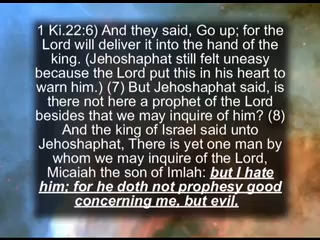 1 Ki.22:6) And they said, Go up; for the
Lord will deliver it into the hand of the
king. (Jehoshaphat still felt uneasy
because the Lord put this in his heart to
warn him.) (7) But Jehoshaphat said, is
there not here a prophet of the Lord
besides that we may inquire of him? (8)
And the king of Israel said unto
Jehoshaphat, There is yet one man by
whom we may inquire of the Lord,
Micaiah the son of Imlah: but I hate
him; for he doth not prophesy good
concerning me, but evil.